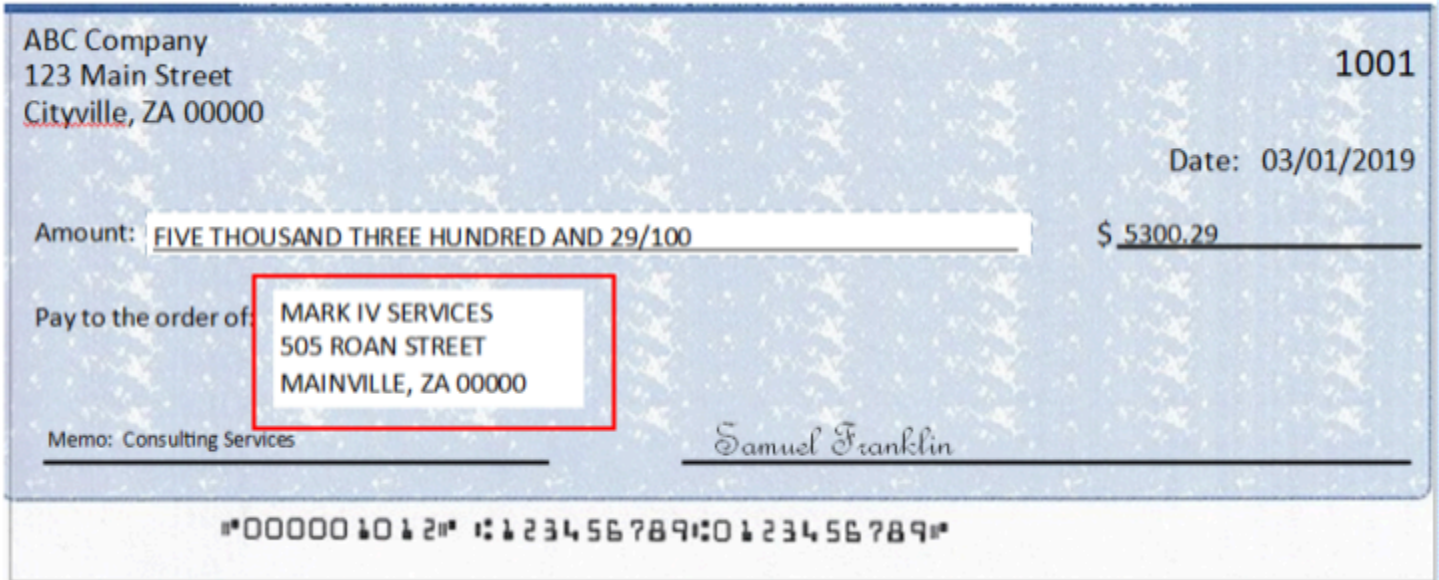 ABC Company
123 Main Street
Cityville, ZA 00000
1001
Date: 03/01/2019
Amount: FIVE THOUSAND THREE HUNDRED AND 29/100
$ 5300.29
Pay to the order of:
MARK IV SERVICES
505 ROAN STREET
MAINVILLE, ZA 00000
Memo: Consulting Services
Samuel Franklin
⑈000001012⑈ ⑆123456789⑆0123456789⑈